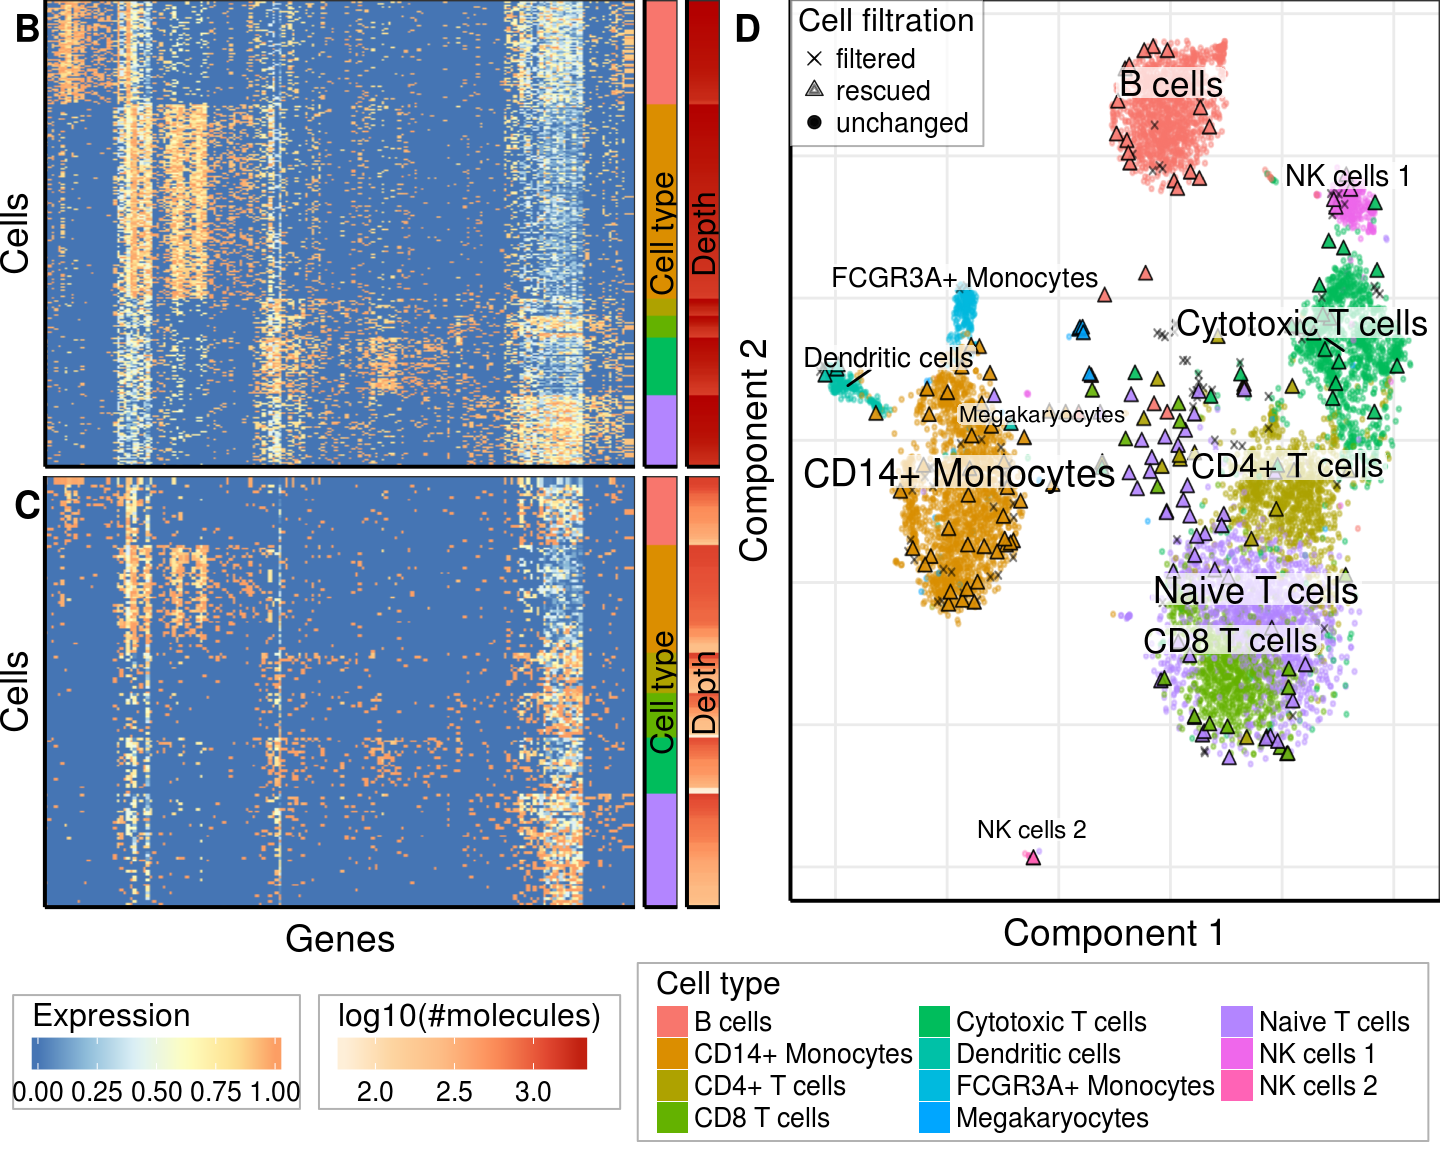 B
Cells
Cell type
Depth
C
Cells
Cell type
Depth
Genes
D
Cell filtration
filtered
rescued
unchanged
B cells
NK cells 1
FCGR3A+ Monocytes
Cytotoxic T cells
Dendritic cells
Megakaryocytes
CD14+ Monocytes
CD4+ T cells
Naive T cells
CD8 T cells
NK cells 2
Component 2
Component 1
Expression
0.00 0.25 0.50 0.75 1.00
log10(#molecules)
2.0 2.5 3.0
Cell type
B cells
CD14+ Monocytes
CD4+ T cells
CD8 T cells
Cytotoxic T cells
Dendritic cells
FCGR3A+ Monocytes
Megakaryocytes
Naive T cells
NK cells 1
NK cells 2